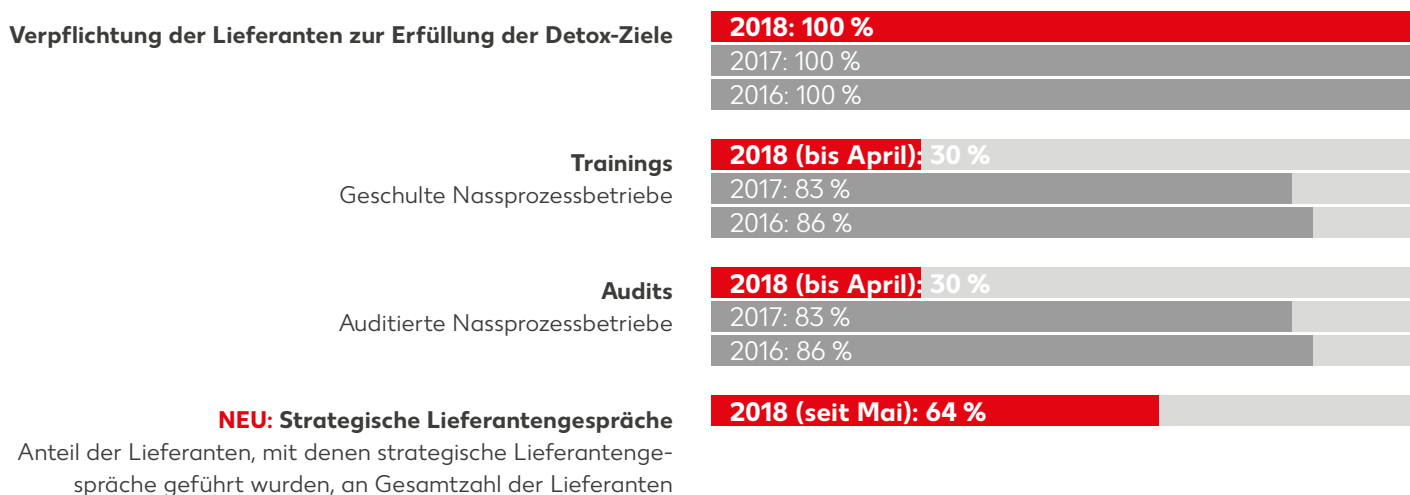 Verpflichtung der Lieferanten zur Erfüllung der Detox-Ziele
2018: 100 %
2017: 100 %
2016: 100 %
Trainings
Geschulte Nassprozessbetriebe
2018 (bis April): 30 %
2017: 83 %
2016: 86 %
Audits
Auditierte Nassprozessbetriebe
2018 (bis April): 30 %
2017: 83 %
2016: 86 %
NEU: Strategische Lieferantengespräche
Anteil der Lieferanten, mit denen strategische Lieferantenge-
spräche geführt wurden, an Gesamtzahl der Lieferanten
2018 (seit Mai): 64 %